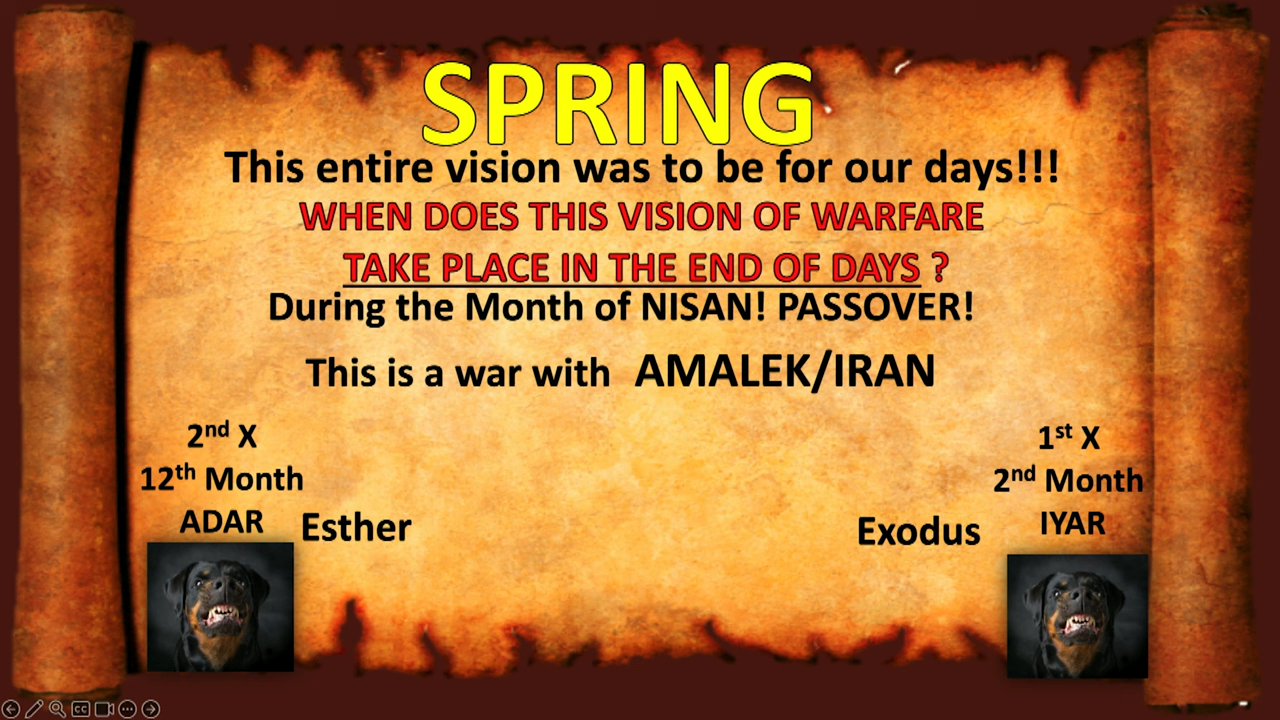 SPRING
This entire vision was to be for our days!!!
WHEN DOES THIS VISION OF WARFARE
TAKE PLACE IN THE END OF DAYS ?
During the Month of NISAN! PASSOVER!
This is a war with AMALEK/IRAN
2nd X
12th Month
ADAR
Esther
1st X
2nd Month
IYAR
Exodus
CC